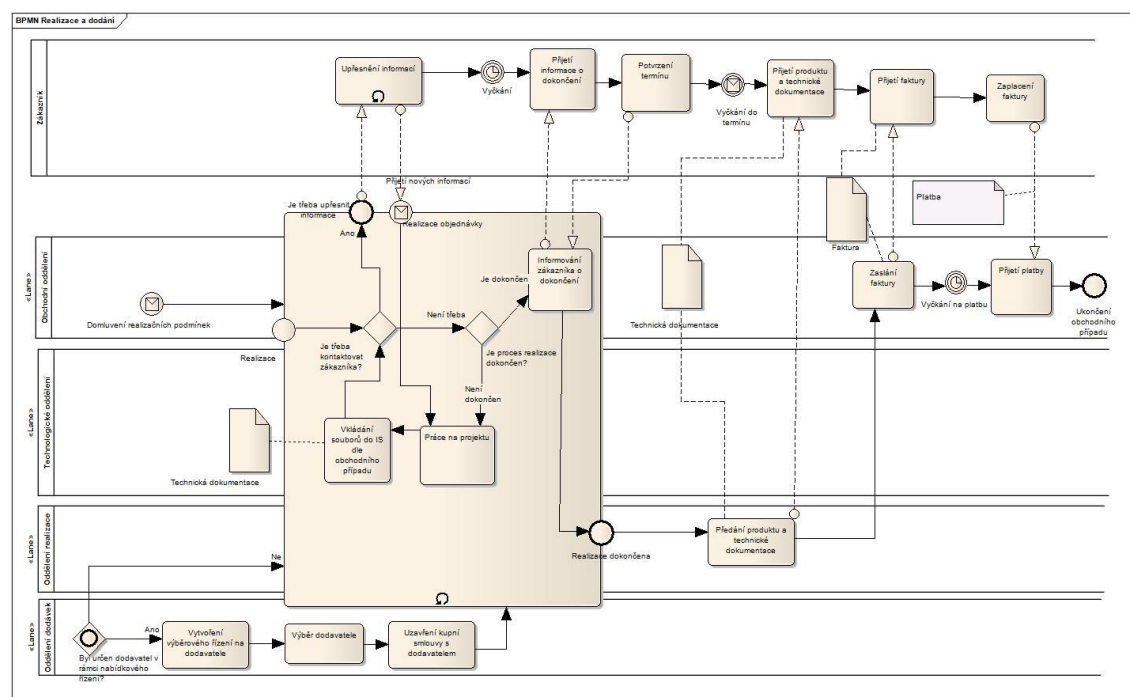 BPMN Realizace a dodání
Zákazník
Upřesnění informací
Vyčkání
Přijetí
informace o
dokončení
Potvrzení
termínu
Vyčkání do
termínu
Přijetí produktu
a technické
dokumentace
Přijetí faktury
Zaplacení
faktury
Přijetí nových informací
Je třeba upřesnit
informace
Realizace objednávky
Ano
Platba
Faktura
«Lane»
Obchodní oddělení
Domluvení realizačních podmínek
Realizace
Je třeba
kontaktovat
zákazníka?
Není třeba
Je dokončen
Je proces realizace
dokončen?
Informování
zákazníka o
dokončení
Technická dokumentace
Zaslání
faktury
Vyčkání na platbu
Přijetí platby
Ukončení
obchodního
případu
«Lane»
Technologické oddělení
Není
dokončen
Technická dokumentace
Vkládání
souborů do IS
dle
obchodního
případu
Práce na projektu
«Lane»
Oddělení realizace
Ne
Realizace dokončena
Předání produktu a
technické
dokumentace
«Lane»
Oddělení dodávek
Byl určen dodavatel v
rámci nabídkového
řízení?
Ano
Vytvoření
výběrového řízení na
dodavatele
Výběr dodavatele
Uzavření kupní
smlouvy s
dodavatelem